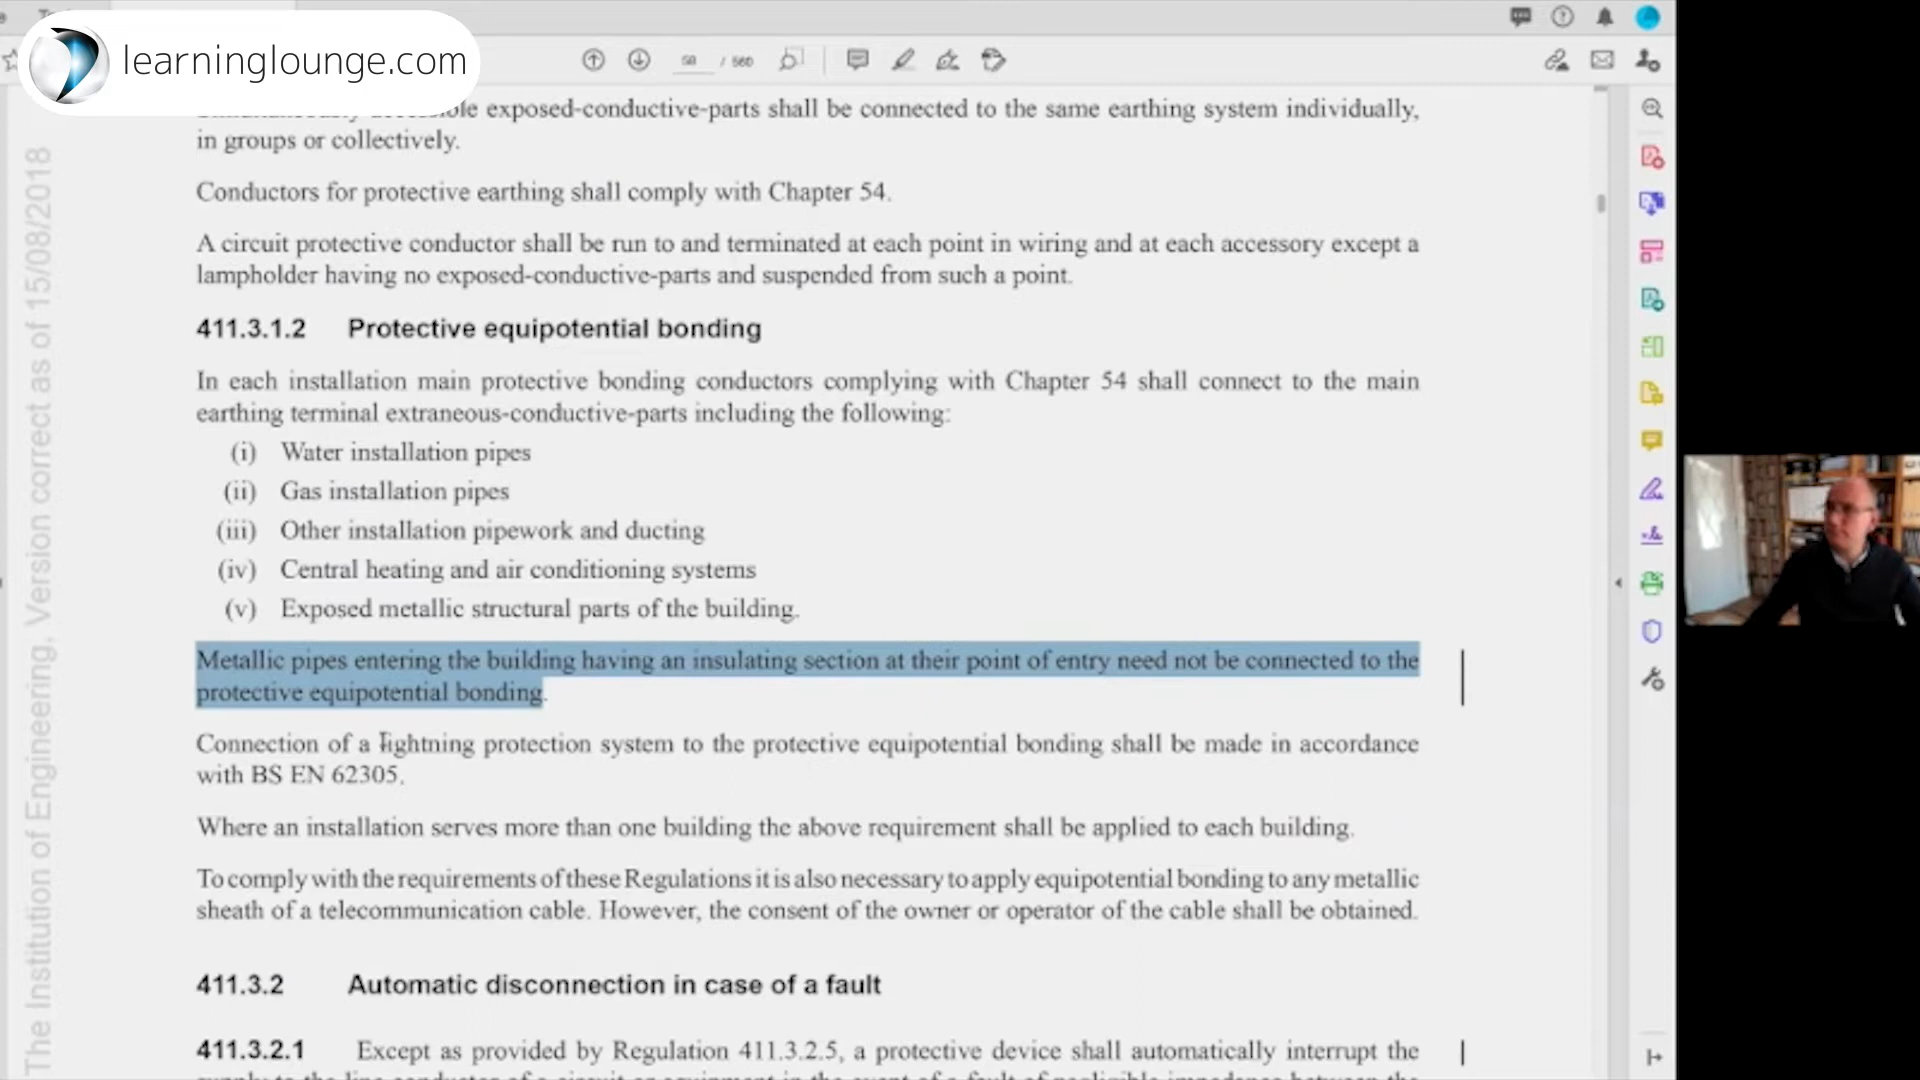 learninglounge.com
58 / 560
exposed-conductive-parts shall be connected to the same earthing system individually,
in groups or collectively.
Conductors for protective earthing shall comply with Chapter 54.
A circuit protective conductor shall be run to and terminated at each point in wiring and at each accessory except a
lampholder having no exposed-conductive-parts and suspended from such a point.
411.3.1.2 Protective equipotential bonding
In each installation main protective bonding conductors complying with Chapter 54 shall connect to the main
earthing terminal extraneous-conductive-parts including the following:
(i) Water installation pipes
(ii) Gas installation pipes
(iii) Other installation pipework and ducting
(iv) Central heating and air conditioning systems
(v) Exposed metallic structural parts of the building.
Metallic pipes entering the building having an insulating section at their point of entry need not be connected to the
protective equipotential bonding.
Connection of a lightning protection system to the protective equipotential bonding shall be made in accordance
with BS EN 62305.
Where an installation serves more than one building the above requirement shall be applied to each building.
To comply with the requirements of these Regulations it is also necessary to apply equipotential bonding to any metallic
sheath of a telecommunication cable. However, the consent of the owner or operator of the cable shall be obtained.
411.3.2 Automatic disconnection in case of a fault
411.3.2.1 Except as provided by Regulation 411.3.2.5, a protective device shall automatically interrupt the
The Institution of Engineering. Version correct as of 15/08/2018